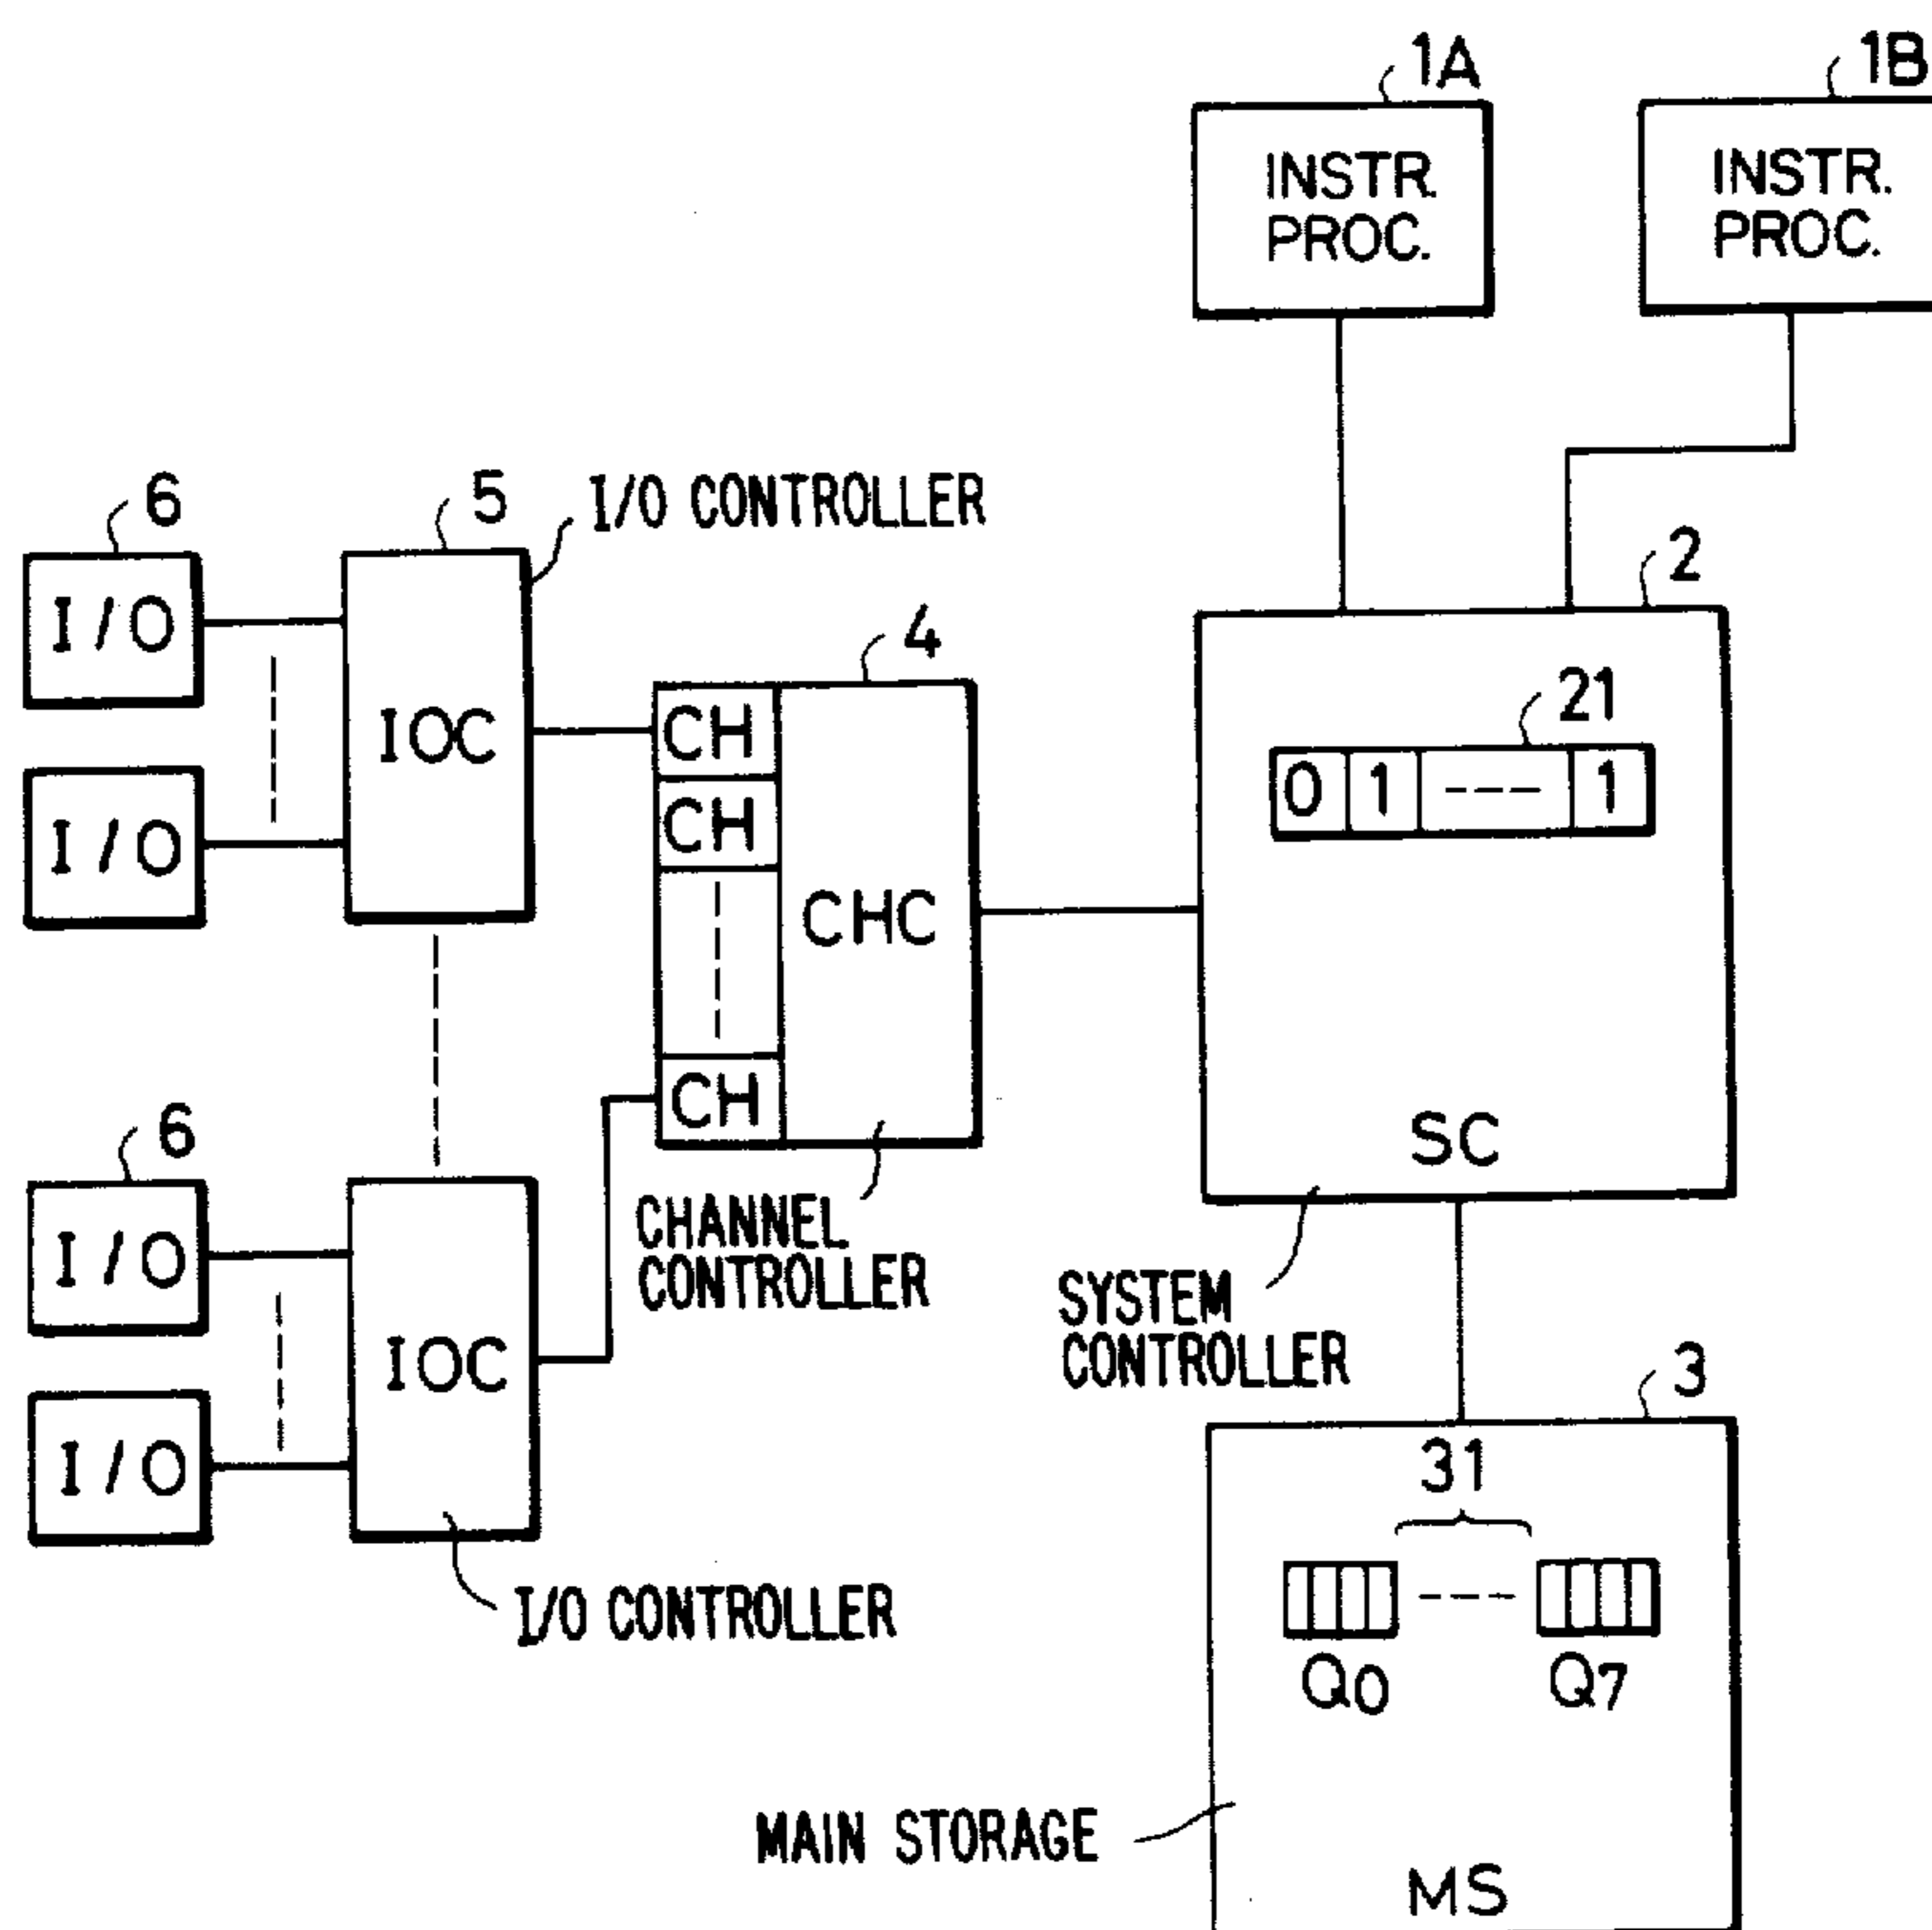 1A
1B
INSTR.
PROC.
INSTR.
PROC.
6
5
I/O CONTROLLER
2
I/O
4
21
IOC
CH
0 1 ---- 1
CH
I/O
CHC
CH
SC
6
CHANNEL
CONTROLLER
I/O
SYSTEM
CONTROLLER
IOC
3
31
I/O
I/O CONTROLLER
Q0
Q7
MAIN STORAGE
MS